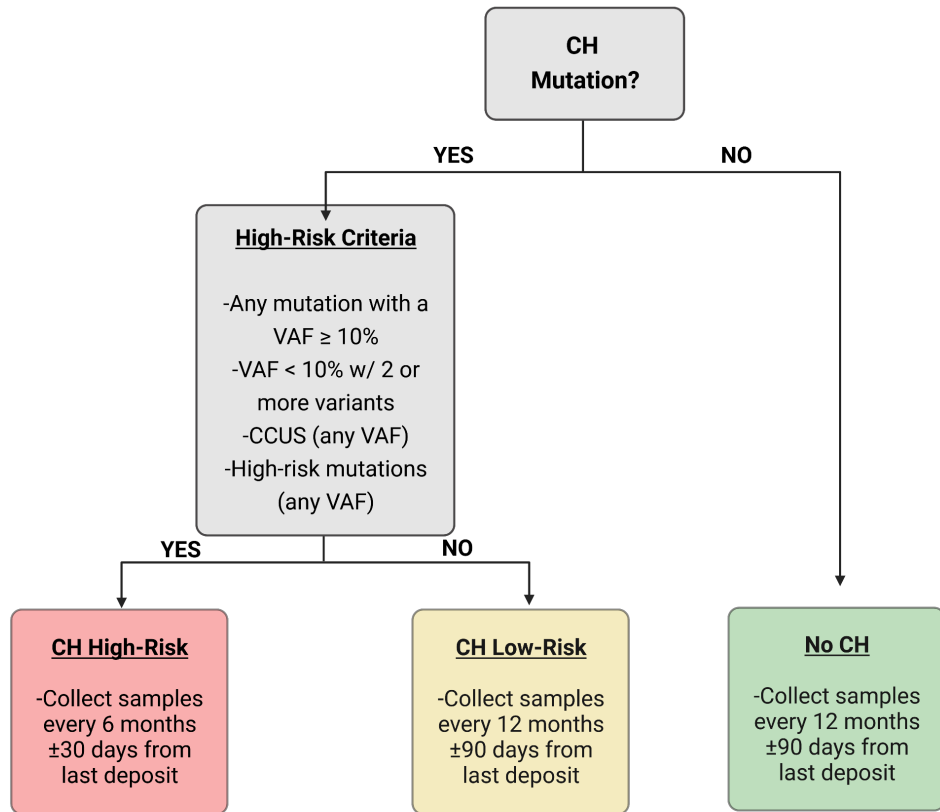 CH
Mutation?
YES
NO
High-Risk Criteria
-Any mutation with a
VAF ≥ 10%
-VAF < 10% w/ 2 or
more variants
-CCUS (any VAF)
-High-risk mutations
(any VAF)
YES
NO
CH High-Risk
-Collect samples
every 6 months
±30 days from
last deposit
CH Low-Risk
-Collect samples
every 12 months
±90 days from
last deposit
No CH
-Collect samples
every 12 months
±90 days from
last deposit